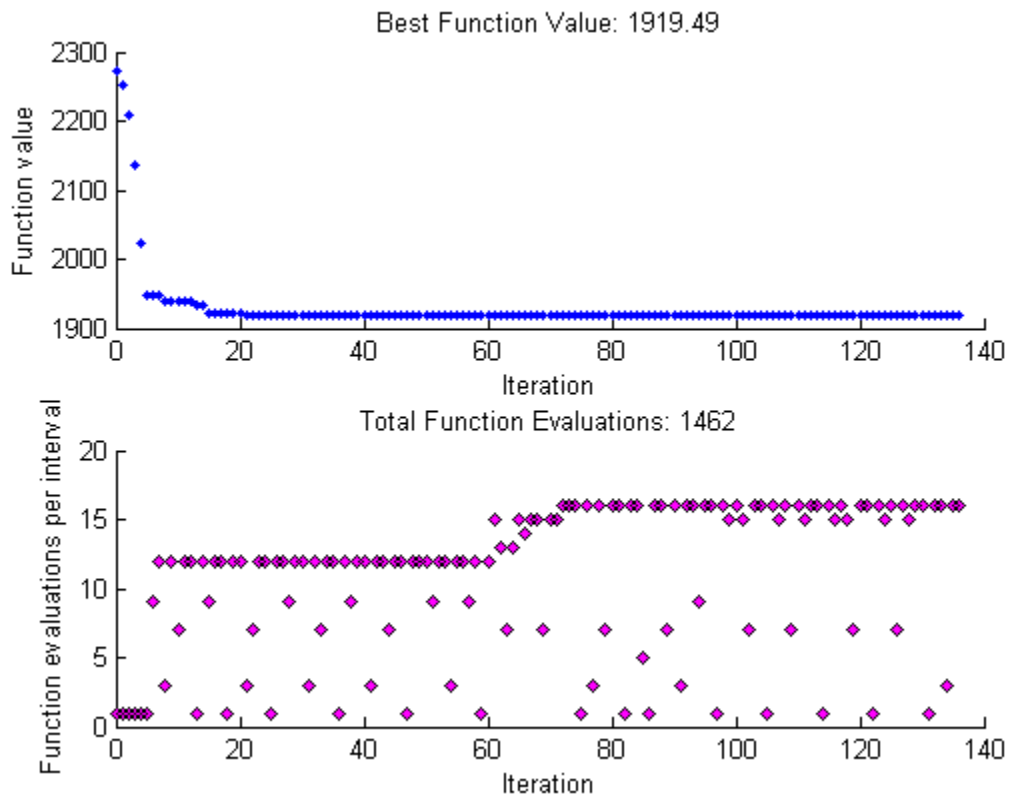 Best Function Value: 1919.49
2300
2200
2100
2000
1900
Function value
0 20 40 60 80 100 120 140
Iteration
Total Function Evaluations: 1462
20
15
10
5
0
Function evaluations per interval
0 20 40 60 80 100 120 140
Iteration